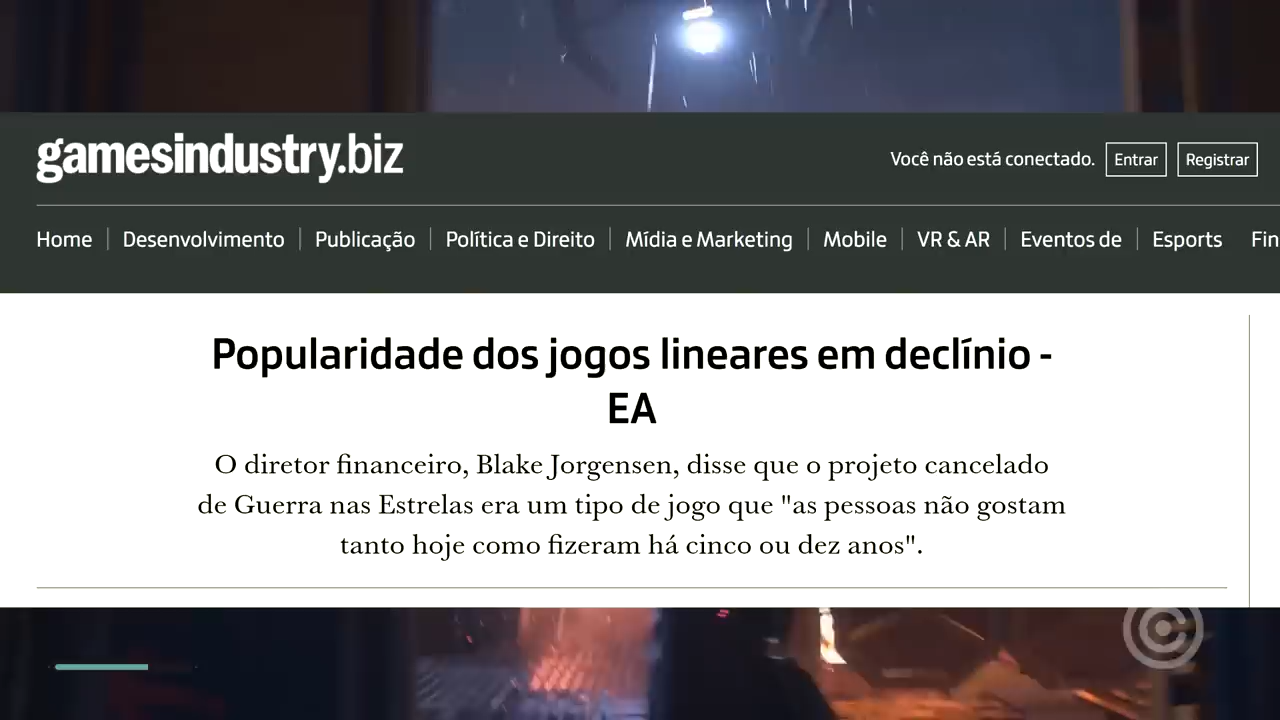 gamesindustry.biz
Você não está conectado. Entrar Registrar
Home Desenvolvimento Publicação Política e Direito Mídia e Marketing Mobile VR & AR Eventos de Esports Fin
Popularidade dos jogos lineares em declínio -
EA
O diretor financeiro, Blake Jorgensen, disse que o projeto cancelado
de Guerra nas Estrelas era um tipo de jogo que "as pessoas não gostam
tanto hoje como fizeram há cinco ou dez anos".